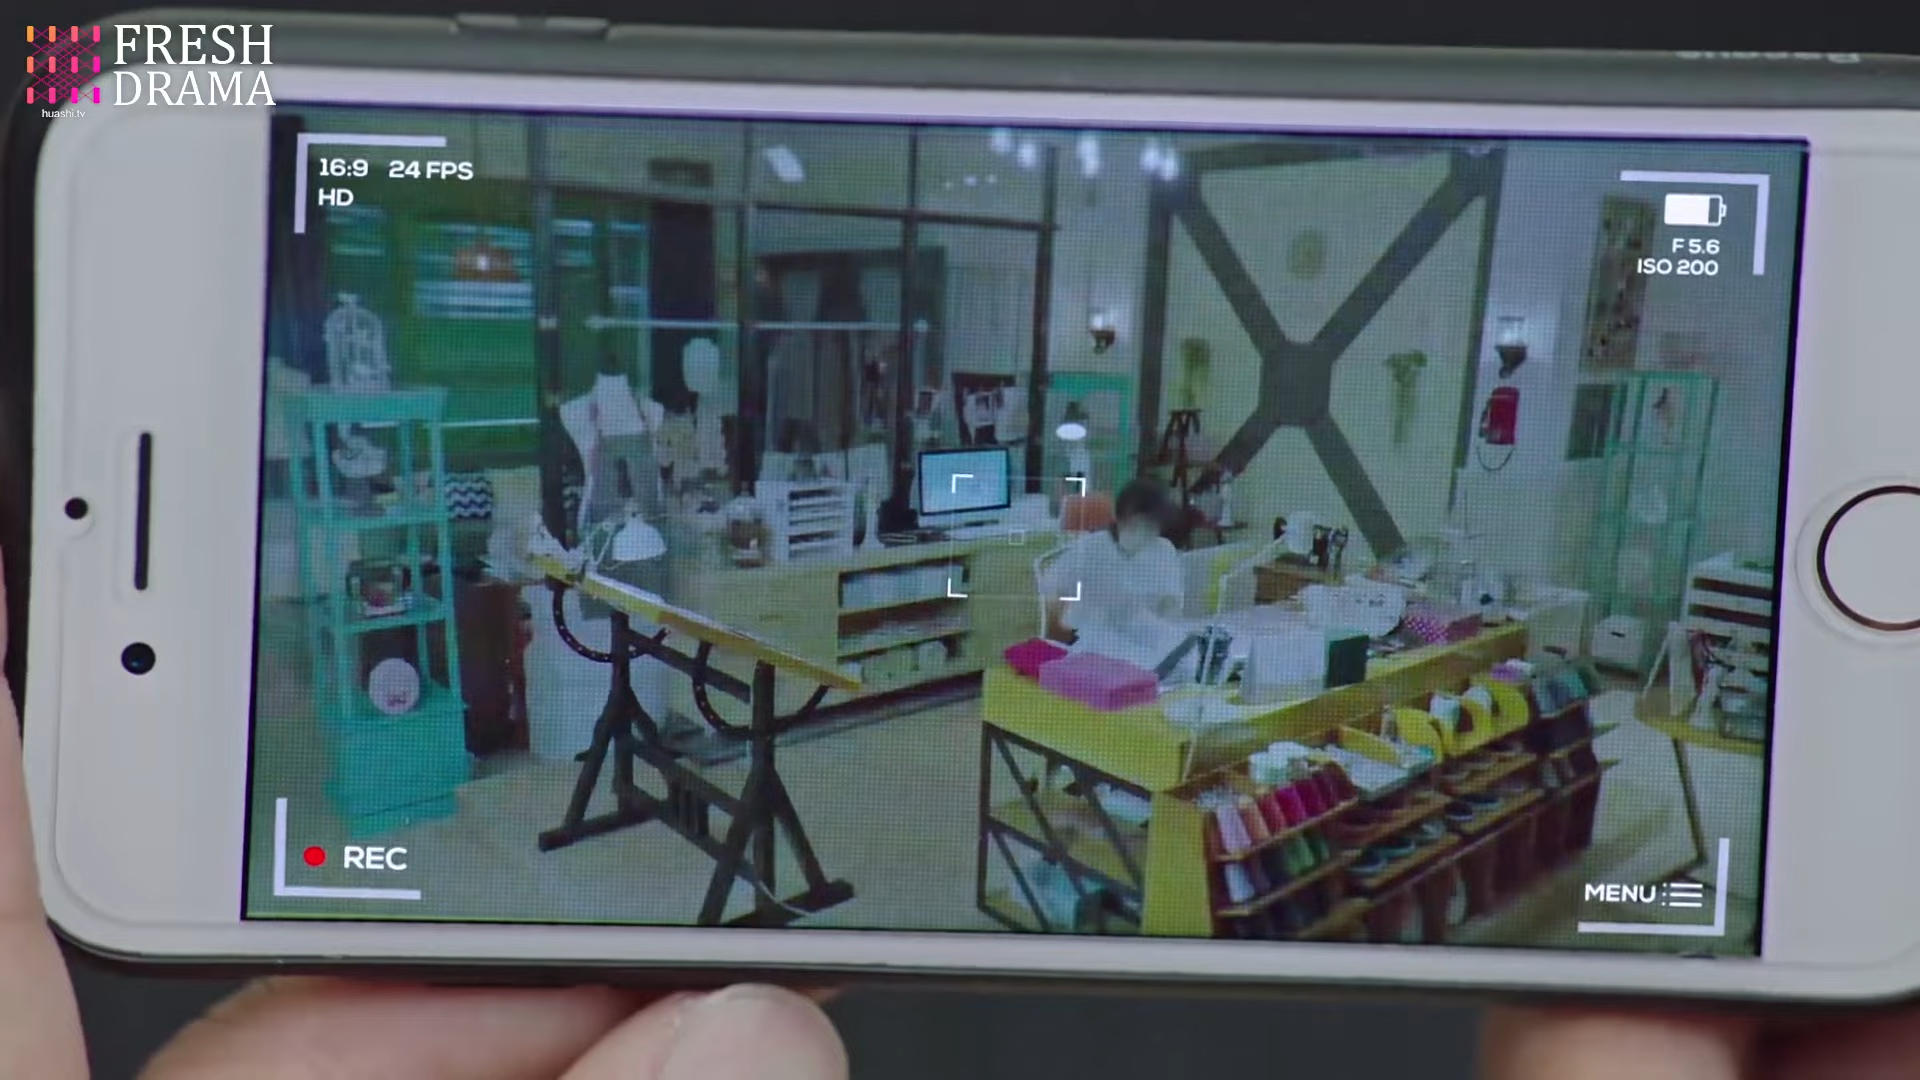 FRESH
DRAMA
huashi.tv
16:9 24 FPS
HD
F 5.6
ISO 200
REC
MENU